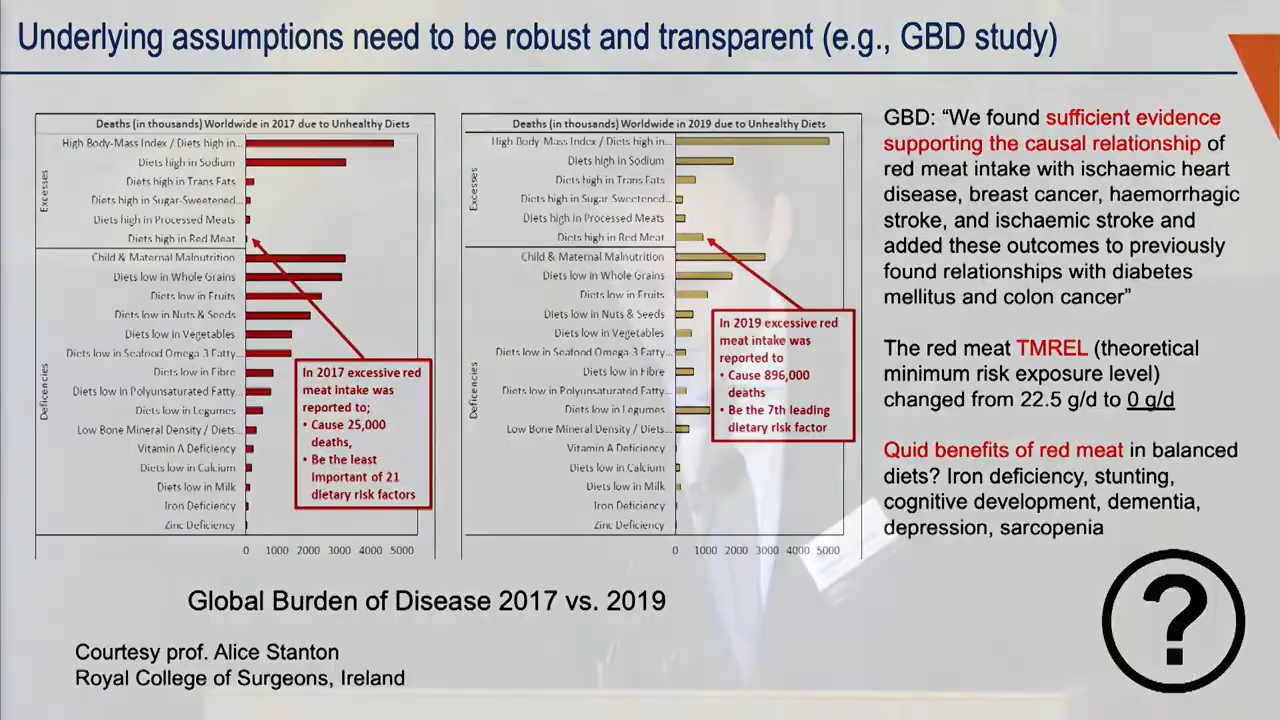 Underlying assumptions need to be robust and transparent (e.g., GBD study)
Deaths (in thousands) Worldwide in 2017 due to Unhealthy Diets
Excesses
High Body-Mass Index / Diets high in...
Diets high in Sodium
Diets high in Trans Fats
Diets high in Sugar-Sweetened...
Diets high in Processed Meats
Diets high in Red Meat
Deficencies
Child & Maternal Malnutrition
Diets low in Whole Grains
Diets low in Fruits
Diets low in Nuts & Seeds
Diets low in Vegetables
Diets low in Seafood Omega-3 Fatty...
Diets low in Fibre
Diets low in Polyunsaturated Fatty...
Diets low in Legumes
Low Bone Mineral Density / Diets...
Vitamin A Deficiency
Diets low in Calcium
Diets low in Milk
Iron Deficiency
Zinc Deficiency
0 1000 2000 3000 4000 5000
In 2017 excessive red
meat intake was
reported to;
• Cause 25,000
deaths,
• Be the least
important of 21
dietary risk factors
Deaths (in thousands) Worldwide in 2019 due to Unhealthy Diets
Excesses
High Body-Mass Index / Diets high in...
Diets high in Sodium
Diets high in Trans Fats
Diets high in Sugar-Sweetened...
Diets high in Processed Meats
Diets high in Red Meat
Deficencies
Child & Maternal Malnutrition
Diets low in Whole Grains
Diets low in Fruits
Diets low in Nuts & Seeds
Diets low in Vegetables
Diets low in Seafood Omega-3 Fatty...
Diets low in Fibre
Diets low in Polyunsaturated Fatty...
Diets low in Legumes
Low Bone Mineral Density / Diets...
Vitamin A Deficiency
Diets low in Calcium
Diets low in Milk
Iron Deficiency
Zinc Deficiency
0 1000 2000 3000 4000 5000
In 2019 excessive red
meat intake was
reported to
• Cause 896,000
deaths
• Be the 7th leading
dietary risk factor
Global Burden of Disease 2017 vs. 2019
Courtesy prof. Alice Stanton
Royal College of Surgeons, Ireland
GBD: “We found sufficient evidence
supporting the causal relationship of
red meat intake with ischaemic heart
disease, breast cancer, haemorrhagic
stroke, and ischaemic stroke and
added these outcomes to previously
found relationships with diabetes
mellitus and colon cancer”
The red meat TMREL (theoretical
minimum risk exposure level)
changed from 22.5 g/d to 0 g/d
Quid benefits of red meat in balanced
diets? Iron deficiency, stunting,
cognitive development, dementia,
depression, sarcopenia
?